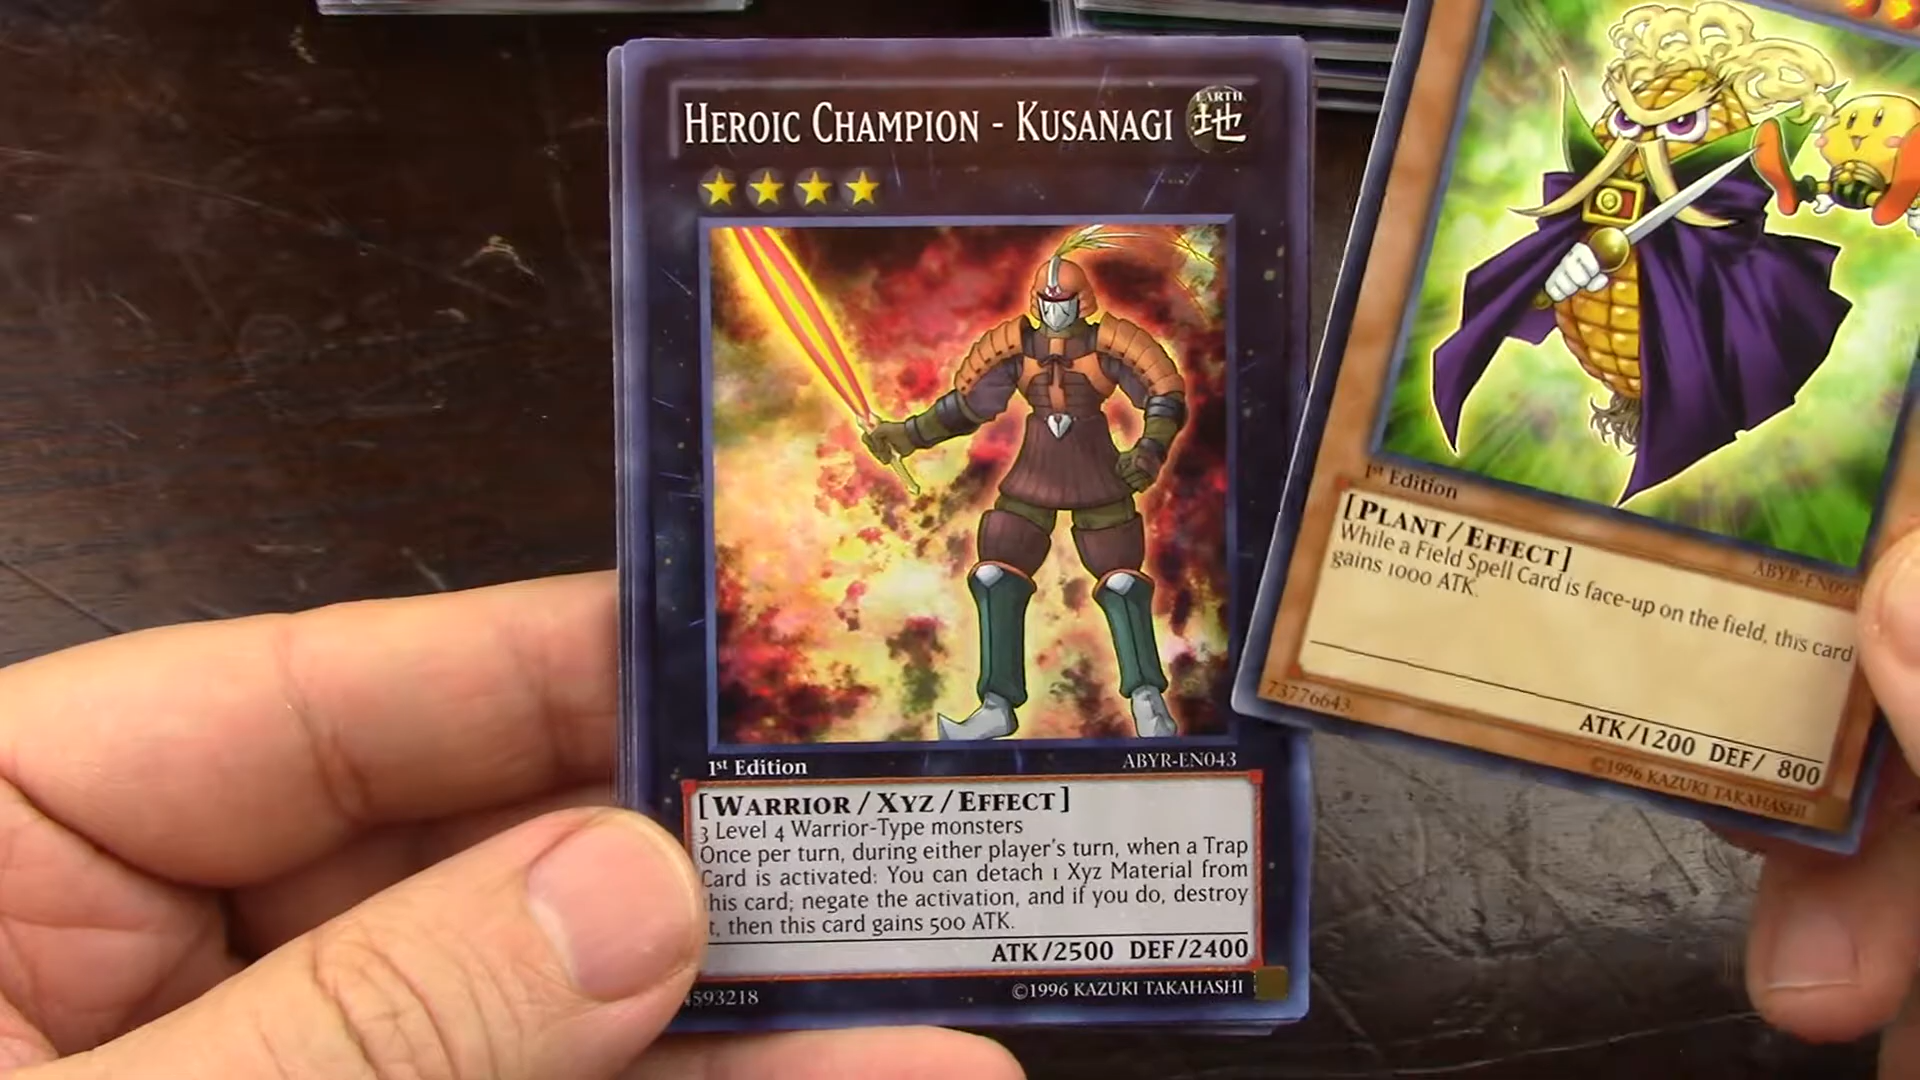 HEROIC CHAMPION - KUSANAGI
EARTH
地
1st Edition
ABYR-EN043
[WARRIOR/XYZ/EFFECT]
3 Level 4 Warrior-Type monsters
Once per turn, during either player's turn, when a Trap
Card is activated: You can detach 1 Xyz Material from
his card; negate the activation, and if you do, destroy
t, then this card gains 500 ATK.
ATK/2500 DEF/2400
593218
©1996 KAZUKI TAKAHASHI
1st Edition
ABYR-EN09
[PLANT/EFFECT]
While a Field Spell Card is face-up on the field, this card
gains 1000 ATK.
ATK/1200 DEF/ 800
73776643
©1996 KAZUKI TAKAHASHI